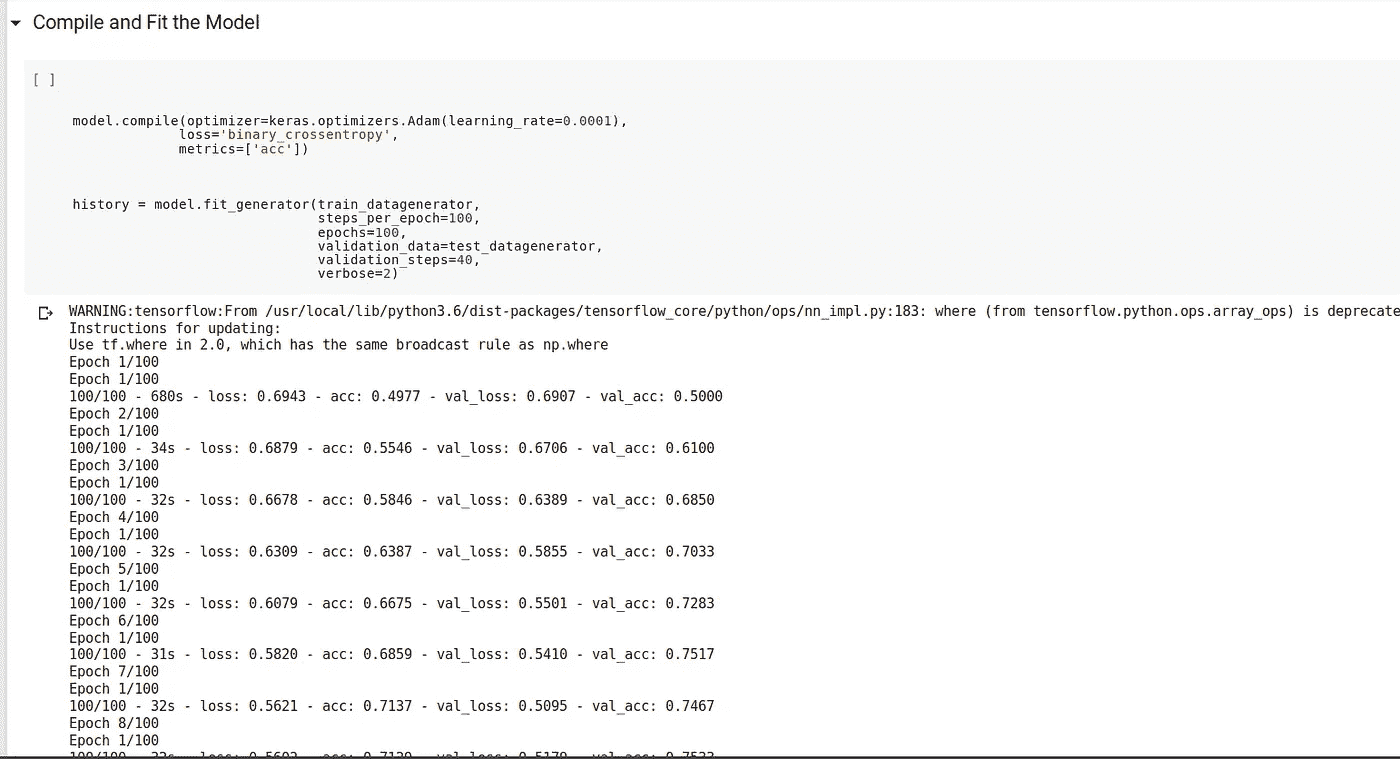 Compile and Fit the Model
[ ]
model.compile(optimizer=keras.optimizers.Adam(learning_rate=0.0001),
loss='binary_crossentropy',
metrics=['acc'])
history = model.fit_generator(train_datagenerator,
steps_per_epoch=100,
epochs=100,
validation_data=test_datagenerator,
validation_steps=40,
verbose=2)
WARNING:tensorflow:From /usr/local/lib/python3.6/dist-packages/tensorflow_core/python/ops/nn_impl.py:183: where (from tensorflow.python.ops.array_ops) is deprecate
Instructions for updating:
Use tf.where in 2.0, which has the same broadcast rule as np.where
Epoch 1/100
Epoch 1/100
100/100 - 680s - loss: 0.6943 - acc: 0.4977 - val_loss: 0.6907 - val_acc: 0.5000
Epoch 2/100
Epoch 1/100
100/100 - 34s - loss: 0.6879 - acc: 0.5546 - val_loss: 0.6706 - val_acc: 0.6100
Epoch 3/100
Epoch 1/100
100/100 - 32s - loss: 0.6678 - acc: 0.5846 - val_loss: 0.6389 - val_acc: 0.6850
Epoch 4/100
Epoch 1/100
100/100 - 32s - loss: 0.6309 - acc: 0.6387 - val_loss: 0.5855 - val_acc: 0.7033
Epoch 5/100
Epoch 1/100
100/100 - 32s - loss: 0.6079 - acc: 0.6675 - val_loss: 0.5501 - val_acc: 0.7283
Epoch 6/100
Epoch 1/100
100/100 - 31s - loss: 0.5820 - acc: 0.6859 - val_loss: 0.5410 - val_acc: 0.7517
Epoch 7/100
Epoch 1/100
100/100 - 32s - loss: 0.5621 - acc: 0.7137 - val_loss: 0.5095 - val_acc: 0.7467
Epoch 8/100
Epoch 1/100